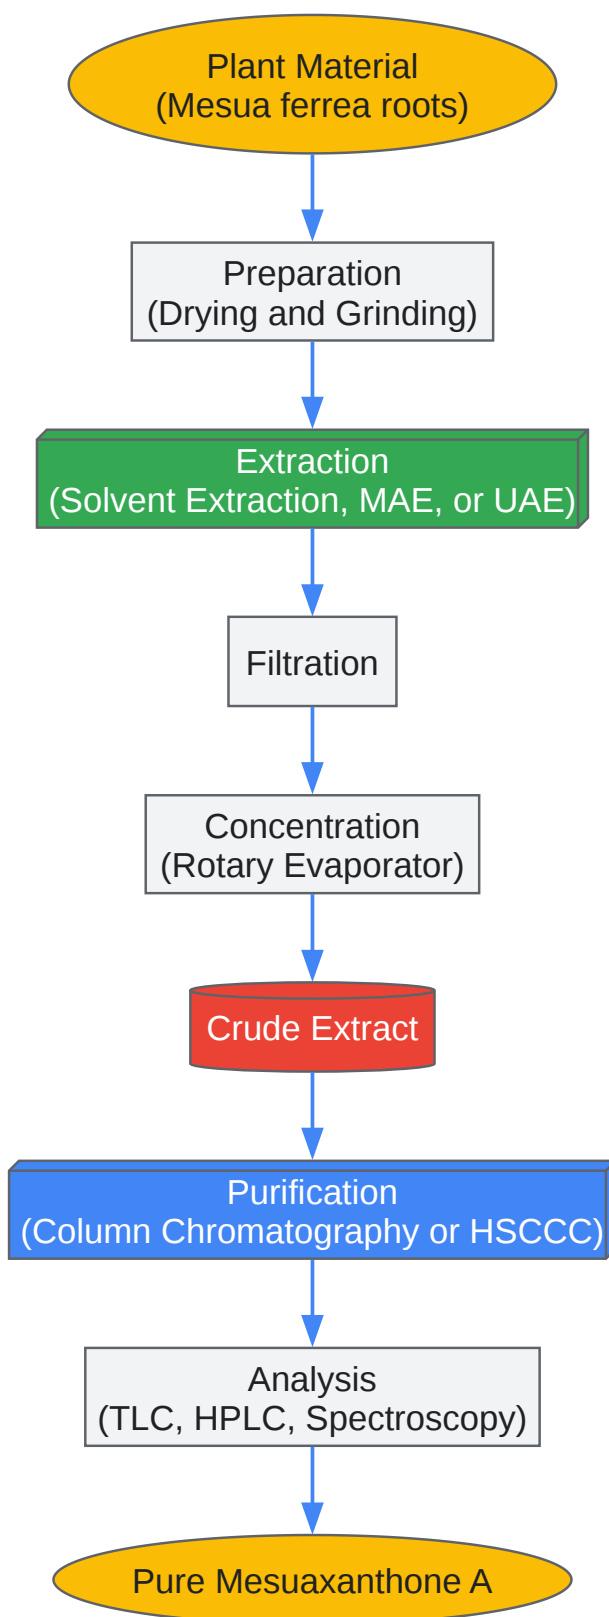 Plant Material
(Mesua ferrea roots)
Preparation
(Drying and Grinding)
Extraction
(Solvent Extraction, MAE, or UAE)
Filtration
Concentration
(Rotary Evaporator)
Crude Extract
Purification
(Column Chromatography or HSCCC)
Analysis
(TLC, HPLC, Spectroscopy)
Pure Mesuaxanthone A